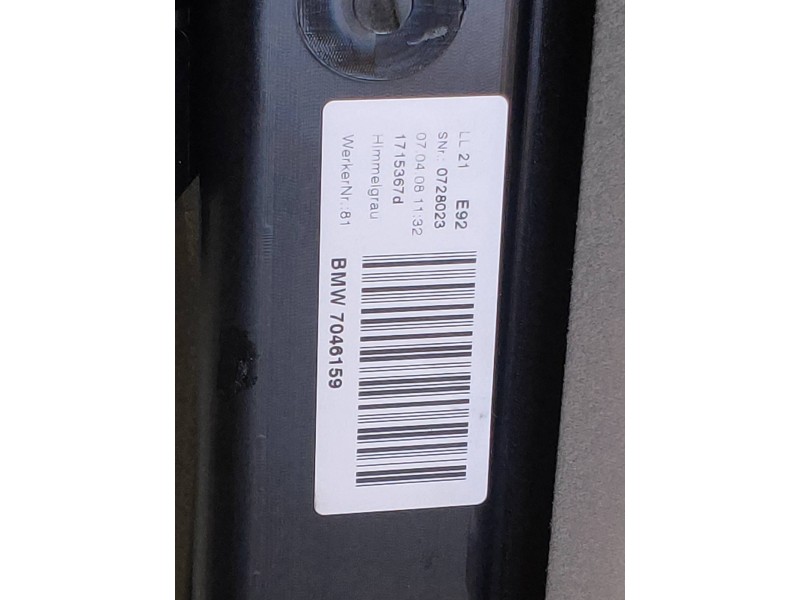 LL 21 E92
SNr.: 0728023
07.04.08 11:32
1715367d
Himmelgrau
WerkerNr.:81
BMW 7046159